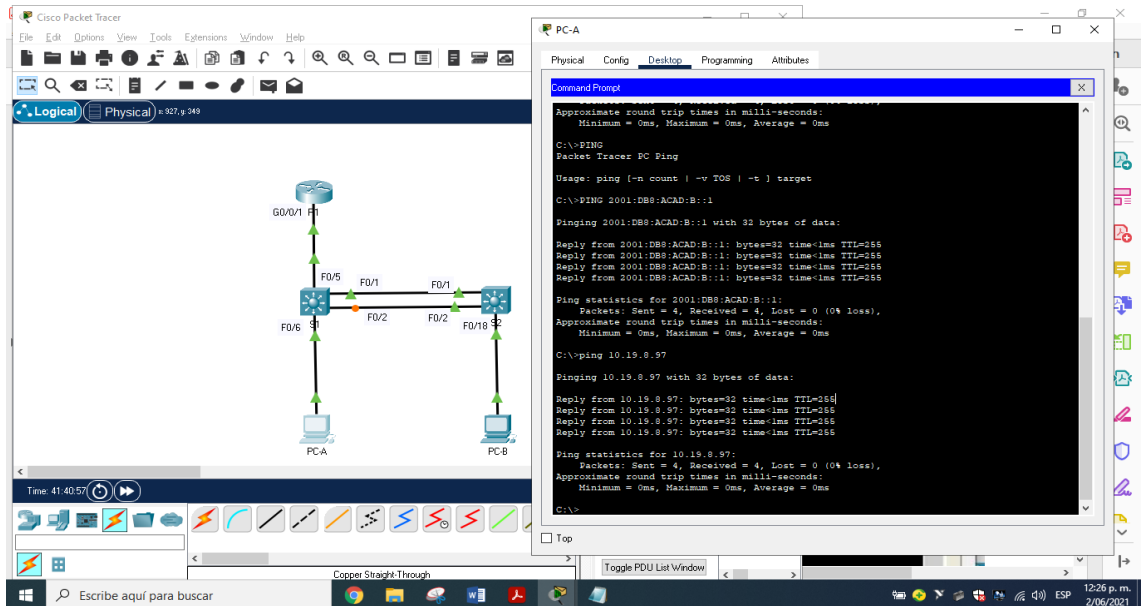 Cisco Packet Tracer
File Edit Options View Tools Extensions Window Help
Logical Physical x: 927, y: 349
G0/0/1 R1
F0/5
F0/1
F0/1
F0/6
S1
F0/2
F0/2
F0/18
S2
PC-A
PC-B
Time: 41:40:57
Copper Straight-Through
PC-A
Physical Config Desktop Programming Attributes
Command Prompt
X
Approximate round trip times in milli-seconds:
Minimum = 0ms, Maximum = 0ms, Average = 0ms
C:\>PING
Packet Tracer PC Ping
Usage: ping [-n count | -v TOS | -t ] target
C:\>PING 2001:DB8:ACAD:B::1
Pinging 2001:DB8:ACAD:B::1 with 32 bytes of data:
Reply from 2001:DB8:ACAD:B::1: bytes=32 time<1ms TTL=255
Reply from 2001:DB8:ACAD:B::1: bytes=32 time<1ms TTL=255
Reply from 2001:DB8:ACAD:B::1: bytes=32 time<1ms TTL=255
Reply from 2001:DB8:ACAD:B::1: bytes=32 time<1ms TTL=255
Ping statistics for 2001:DB8:ACAD:B::1:
Packets: Sent = 4, Received = 4, Lost = 0 (0% loss),
Approximate round trip times in milli-seconds:
Minimum = 0ms, Maximum = 0ms, Average = 0ms
C:\>ping 10.19.8.97
Pinging 10.19.8.97 with 32 bytes of data:
Reply from 10.19.8.97: bytes=32 time<1ms TTL=255
Reply from 10.19.8.97: bytes=32 time<1ms TTL=255
Reply from 10.19.8.97: bytes=32 time<1ms TTL=255
Reply from 10.19.8.97: bytes=32 time<1ms TTL=255
Ping statistics for 10.19.8.97:
Packets: Sent = 4, Received = 4, Lost = 0 (0% loss),
Approximate round trip times in milli-seconds:
Minimum = 0ms, Maximum = 0ms, Average = 0ms
C:\>
Top
Toggle PDU List Window
Escribe aquí para buscar
ESP
12:26 p. m.
2/06/2021